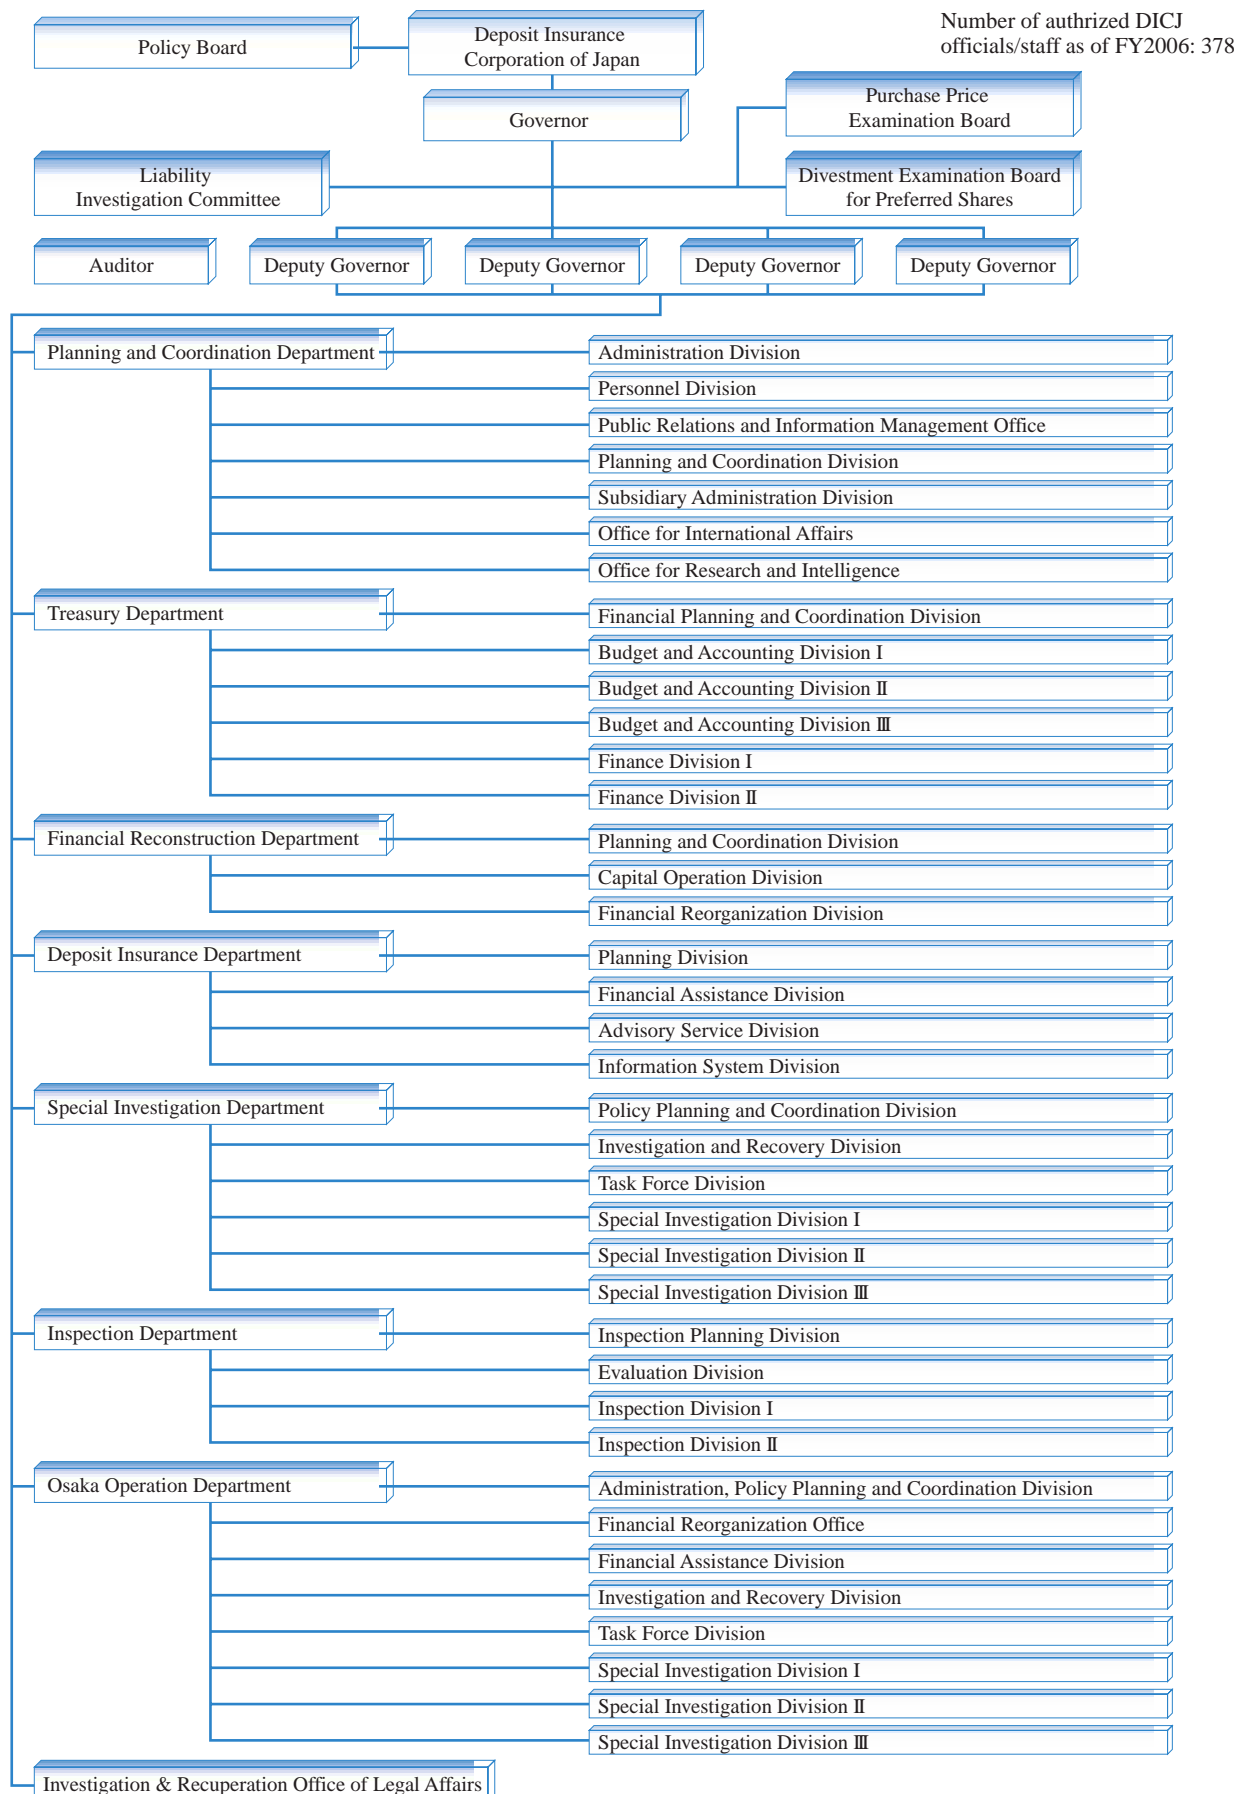 Number of authrized DICJ
officials/staff as of FY2006: 378
Policy Board
Deposit Insurance
Corporation of Japan
Governor
Purchase Price
Examination Board
Liability
Investigation Committee
Divestment Examination Board
for Preferred Shares
Auditor
Deputy Governor
Deputy Governor
Deputy Governor
Deputy Governor
Planning and Coordination Department
Administration Division
Personnel Division
Public Relations and Information Management Office
Planning and Coordination Division
Subsidiary Administration Division
Office for International Affairs
Office for Research and Intelligence
Treasury Department
Financial Planning and Coordination Division
Budget and Accounting Division Ⅰ
Budget and Accounting Division Ⅱ
Budget and Accounting Division Ⅲ
Finance Division Ⅰ
Finance Division Ⅱ
Financial Reconstruction Department
Planning and Coordination Division
Capital Operation Division
Financial Reorganization Division
Deposit Insurance Department
Planning Division
Financial Assistance Division
Advisory Service Division
Information System Division
Special Investigation Department
Policy Planning and Coordination Division
Investigation and Recovery Division
Task Force Division
Special Investigation Division Ⅰ
Special Investigation Division Ⅱ
Special Investigation Division Ⅲ
Inspection Department
Inspection Planning Division
Evaluation Division
Inspection Division Ⅰ
Inspection Division Ⅱ
Osaka Operation Department
Administration, Policy Planning and Coordination Division
Financial Reorganization Office
Financial Assistance Division
Investigation and Recovery Division
Task Force Division
Special Investigation Division Ⅰ
Special Investigation Division Ⅱ
Special Investigation Division Ⅲ
Investigation & Recuperation Office of Legal Affairs